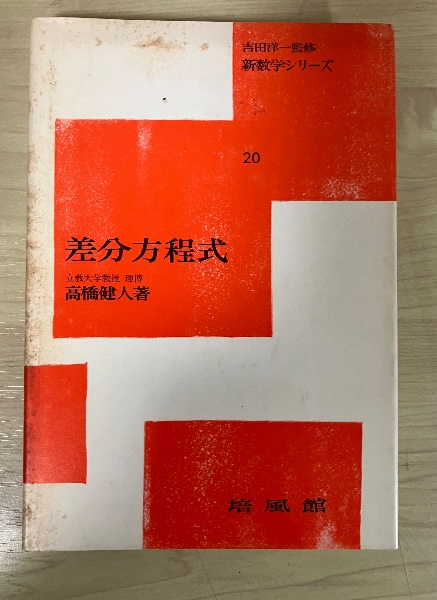 吉田洋一監修
新数学シリーズ
20
差分方程式
立教大学教授 理博
高橋健人著
培風館